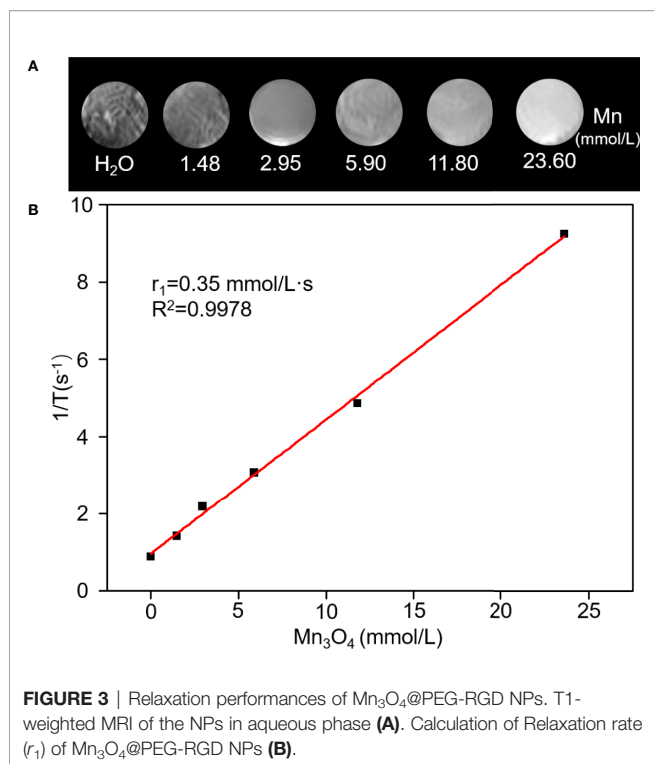 A
H₂O 1.48 2.95 5.90 11.80 23.60 Mn (mmol/L)
B
10
8
6
4
2
0
1/T(s⁻¹)
r₁=0.35 mmol/L·s
R²=0.9978
0 5 10 15 20 25
Mn₃O₄ (mmol/L)
FIGURE 3 | Relaxation performances of Mn₃O₄@PEG-RGD NPs. T1-
weighted MRI of the NPs in aqueous phase (A). Calculation of Relaxation rate
(r₁) of Mn₃O₄@PEG-RGD NPs (B).